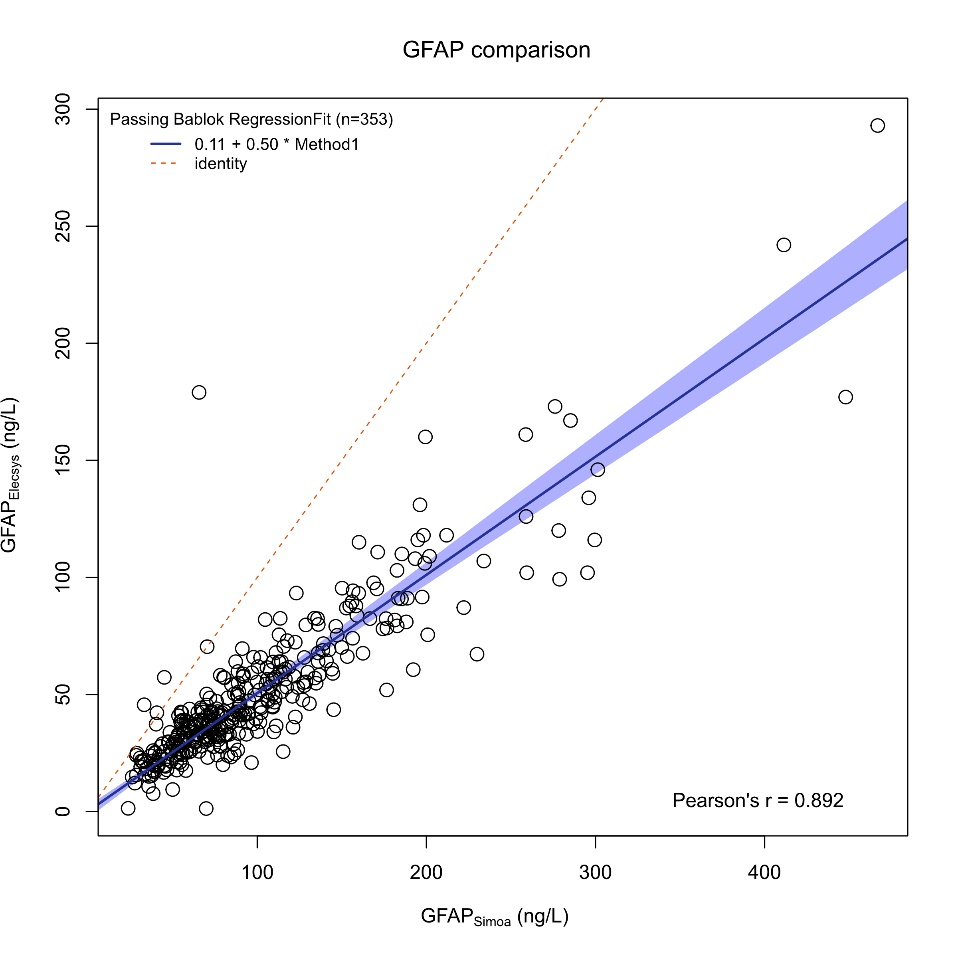 GFAP comparison
Passing Bablok RegressionFit (n=353)
0.11 + 0.50 * Method1
identity
300
250
200
150
100
50
0
GFAPElecsys (ng/L)
Pearson's r = 0.892
100 200 300 400
GFAPSimoa (ng/L)